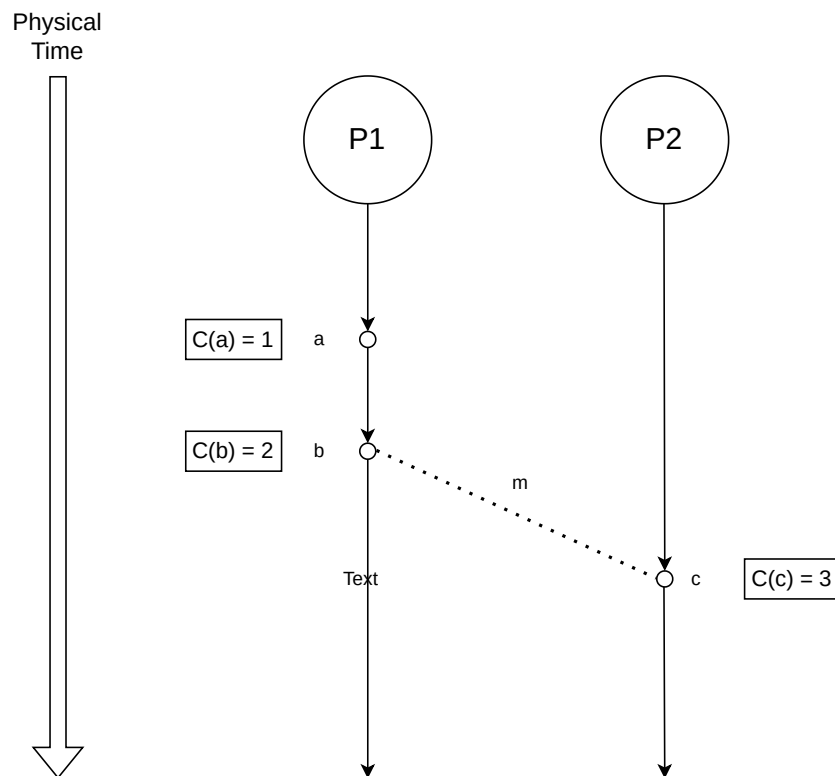 Physical
Time
P1
P2
C(a) = 1
a
C(b) = 2
b
m
Text
c
C(c) = 3